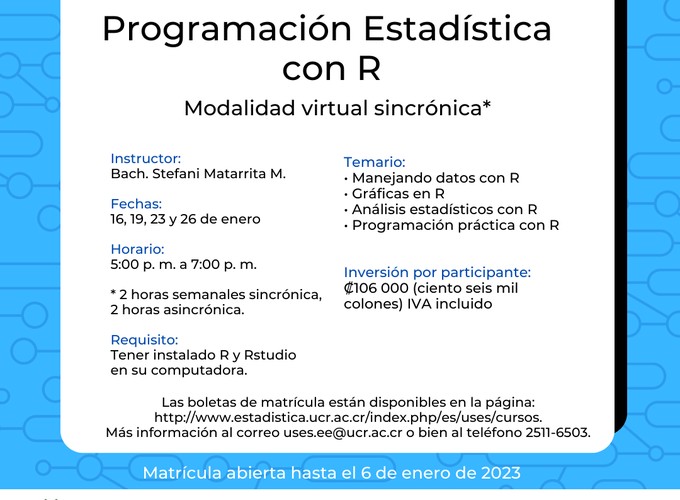 Programación Estadística
con R
Modalidad virtual sincrónica*
Instructor:
Bach. Stefani Matarrita M.
Fechas:
16, 19, 23 y 26 de enero
Horario:
5:00 p. m. a 7:00 p. m.
* 2 horas semanales sincrónica,
2 horas asincrónica.
Requisito:
Tener instalado R y Rstudio
en su computadora.
Temario:
• Manejando datos con R
• Gráficas en R
• Análisis estadísticos con R
• Programación práctica con R
Inversión por participante:
₡106 000 (ciento seis mil
colones) IVA incluido
Las boletas de matrícula están disponibles en la página:
http://www.estadistica.ucr.ac.cr/index.php/es/uses/cursos.
Más información al correo uses.ee@ucr.ac.cr o bien al teléfono 2511-6503.
Matrícula abierta hasta el 6 de enero de 2023